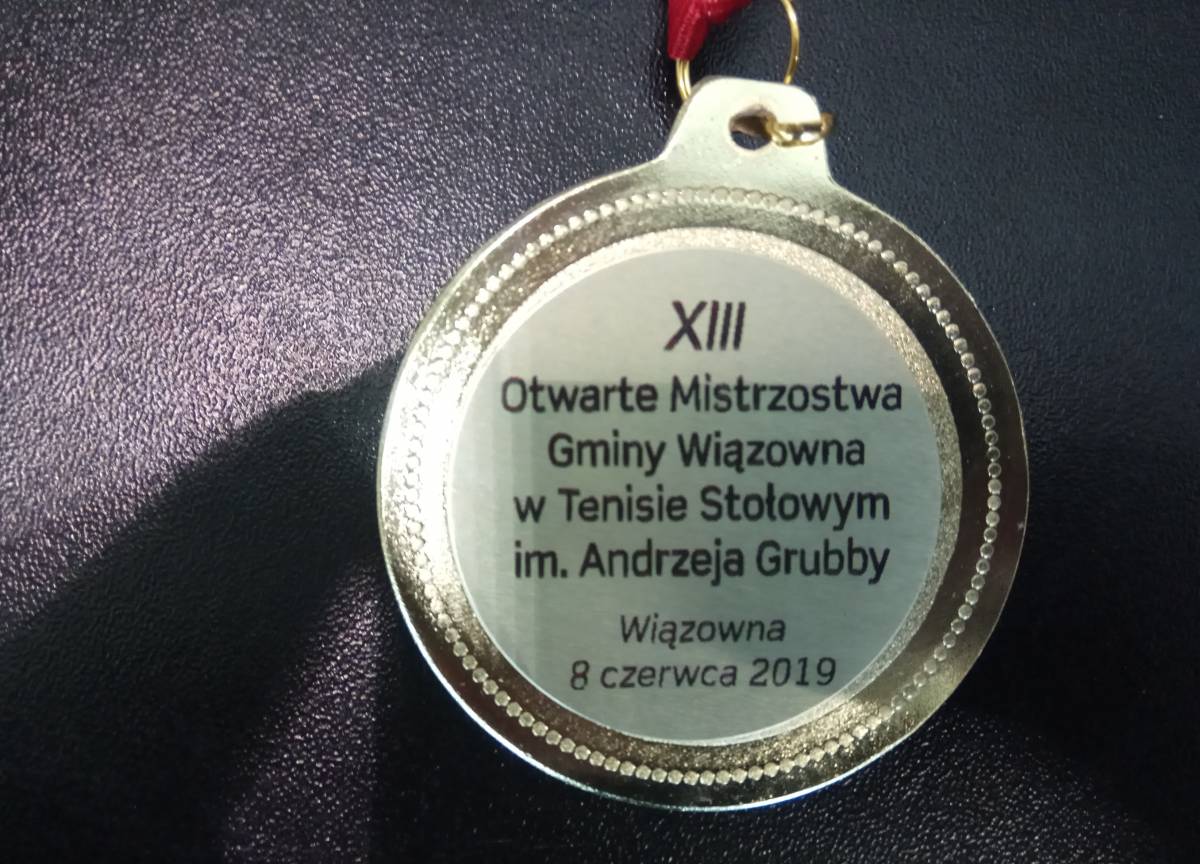 XIII
Otwarte Mistrzostwa
Gminy Wiązowna
w Tenisie Stołowym
im. Andrzeja Grubby
Wiązowna
8 czerwca 2019